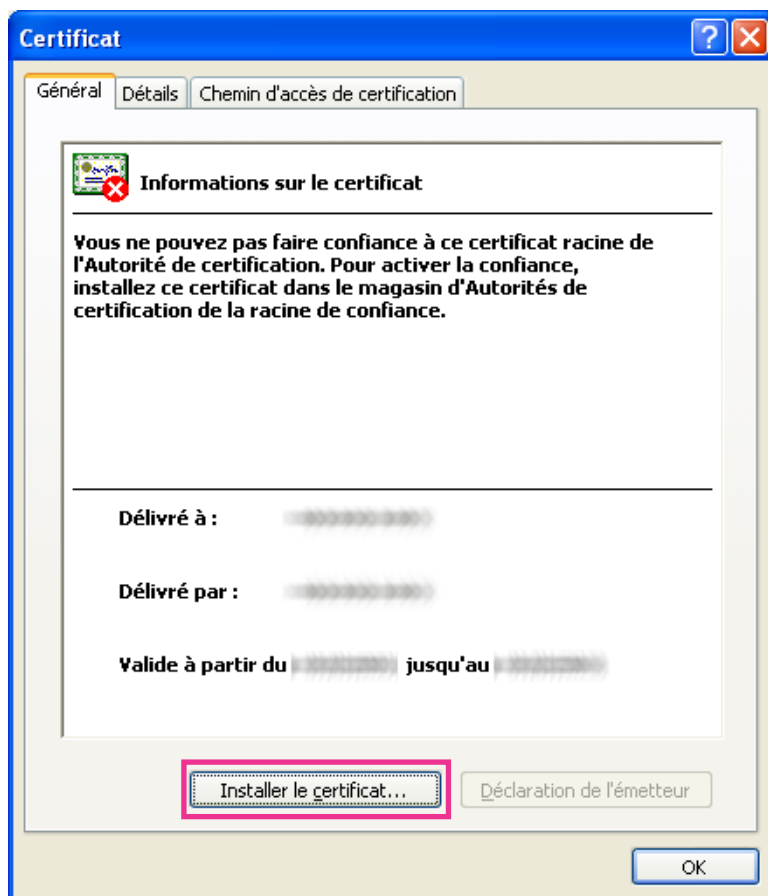 Certificat
Général Détails Chemin d'accès de certification
Informations sur le certificat
Vous ne pouvez pas faire confiance à ce certificat racine de
l'Autorité de certification. Pour activer la confiance,
installez ce certificat dans le magasin d'Autorités de
certification de la racine de confiance.
Délivré à :
Délivré par :
Valide à partir du jusqu'au
Installer le certificat... Déclaration de l'émetteur
OK